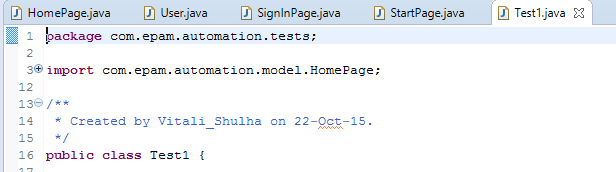 HomePage.java User.java SignInPage.java StartPage.java Test1.java
1 package com.epam.automation.tests;
2
3 import com.epam.automation.model.HomePage;
12
13 /**
14 * Created by Vitali_Shulha on 22-Oct-15.
15 */
16 public class Test1 {
17